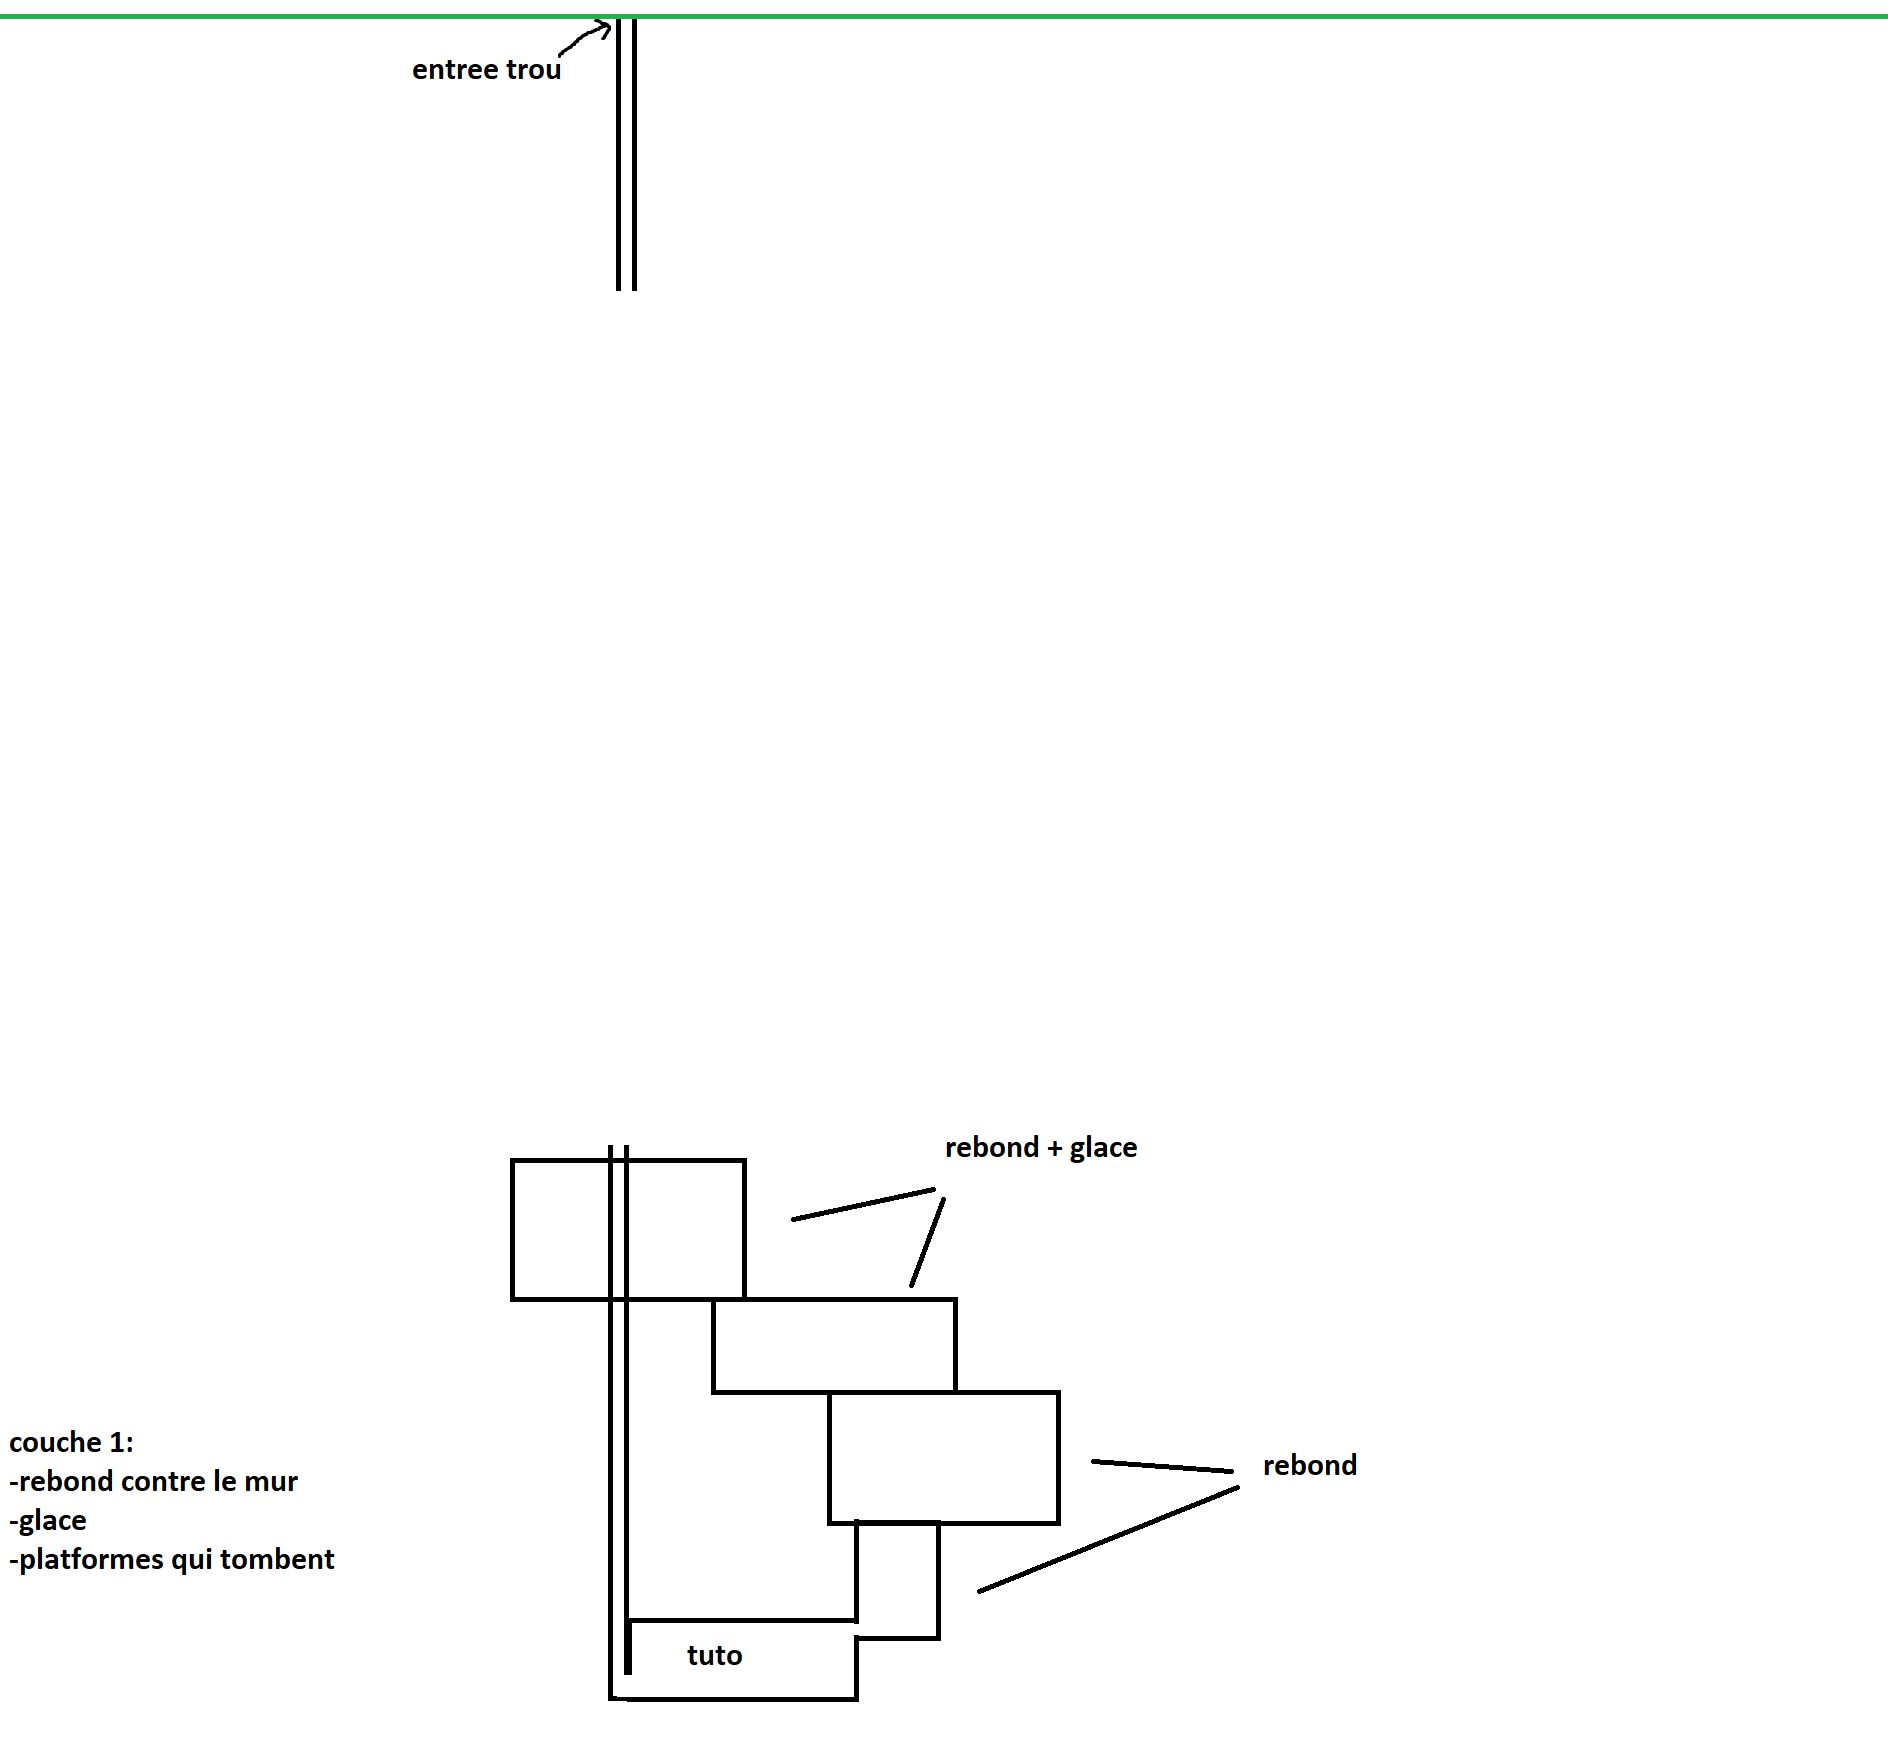 entree trou
rebond + glace
couche 1:
-rebond contre le mur
-glace
-platformes qui tombent
rebond
tuto